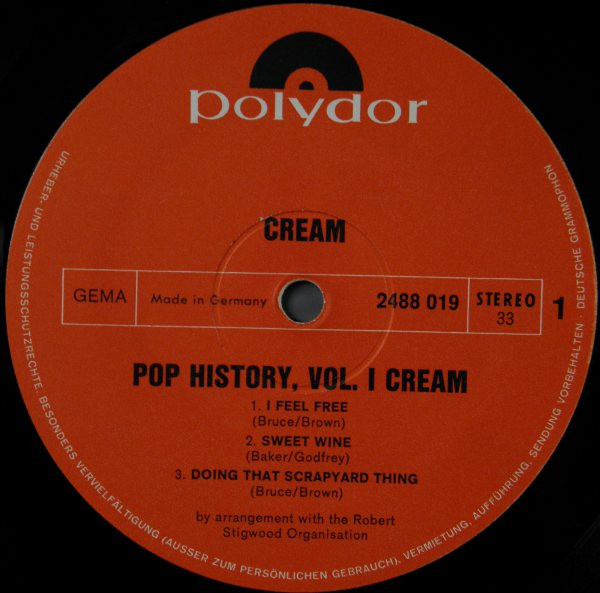 polydor
CREAM
GEMA
Made in Germany
2488 019
STEREO
33
1
POP HISTORY, VOL. I CREAM
1. I FEEL FREE
(Bruce/Brown)
2. SWEET WINE
(Baker/Godfrey)
3. DOING THAT SCRAPYARD THING
(Bruce/Brown)
by arrangement with the Robert
Stigwood Organisation
URHEBER- UND LEISTUNGSSCHUTZRECHTE, BESONDERS VERVIELFÄLTIGUNG (AUSSER ZUM PERSÖNLICHEN GEBRAUCH), VERMIETUNG, AUFFÜHRUNG, SENDUNG VORBEHALTEN · DEUTSCHE GRAMMOPHON